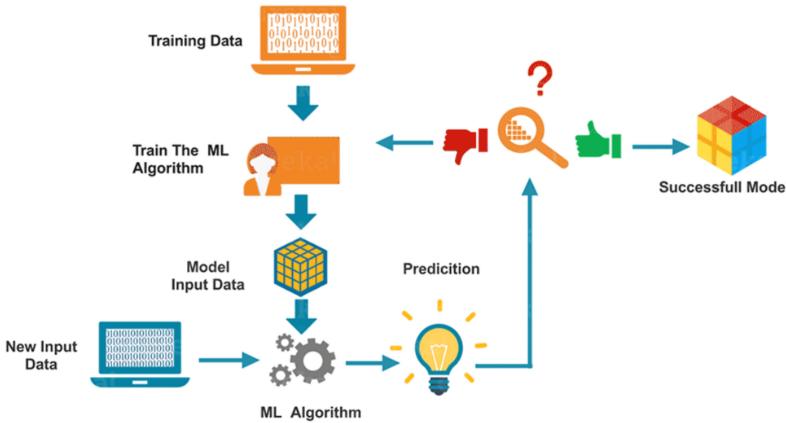 Training Data
?
Train The ML
Algorithm
Successfull Mode
Model
Input Data
Predicition
New Input
Data
ML Algorithm